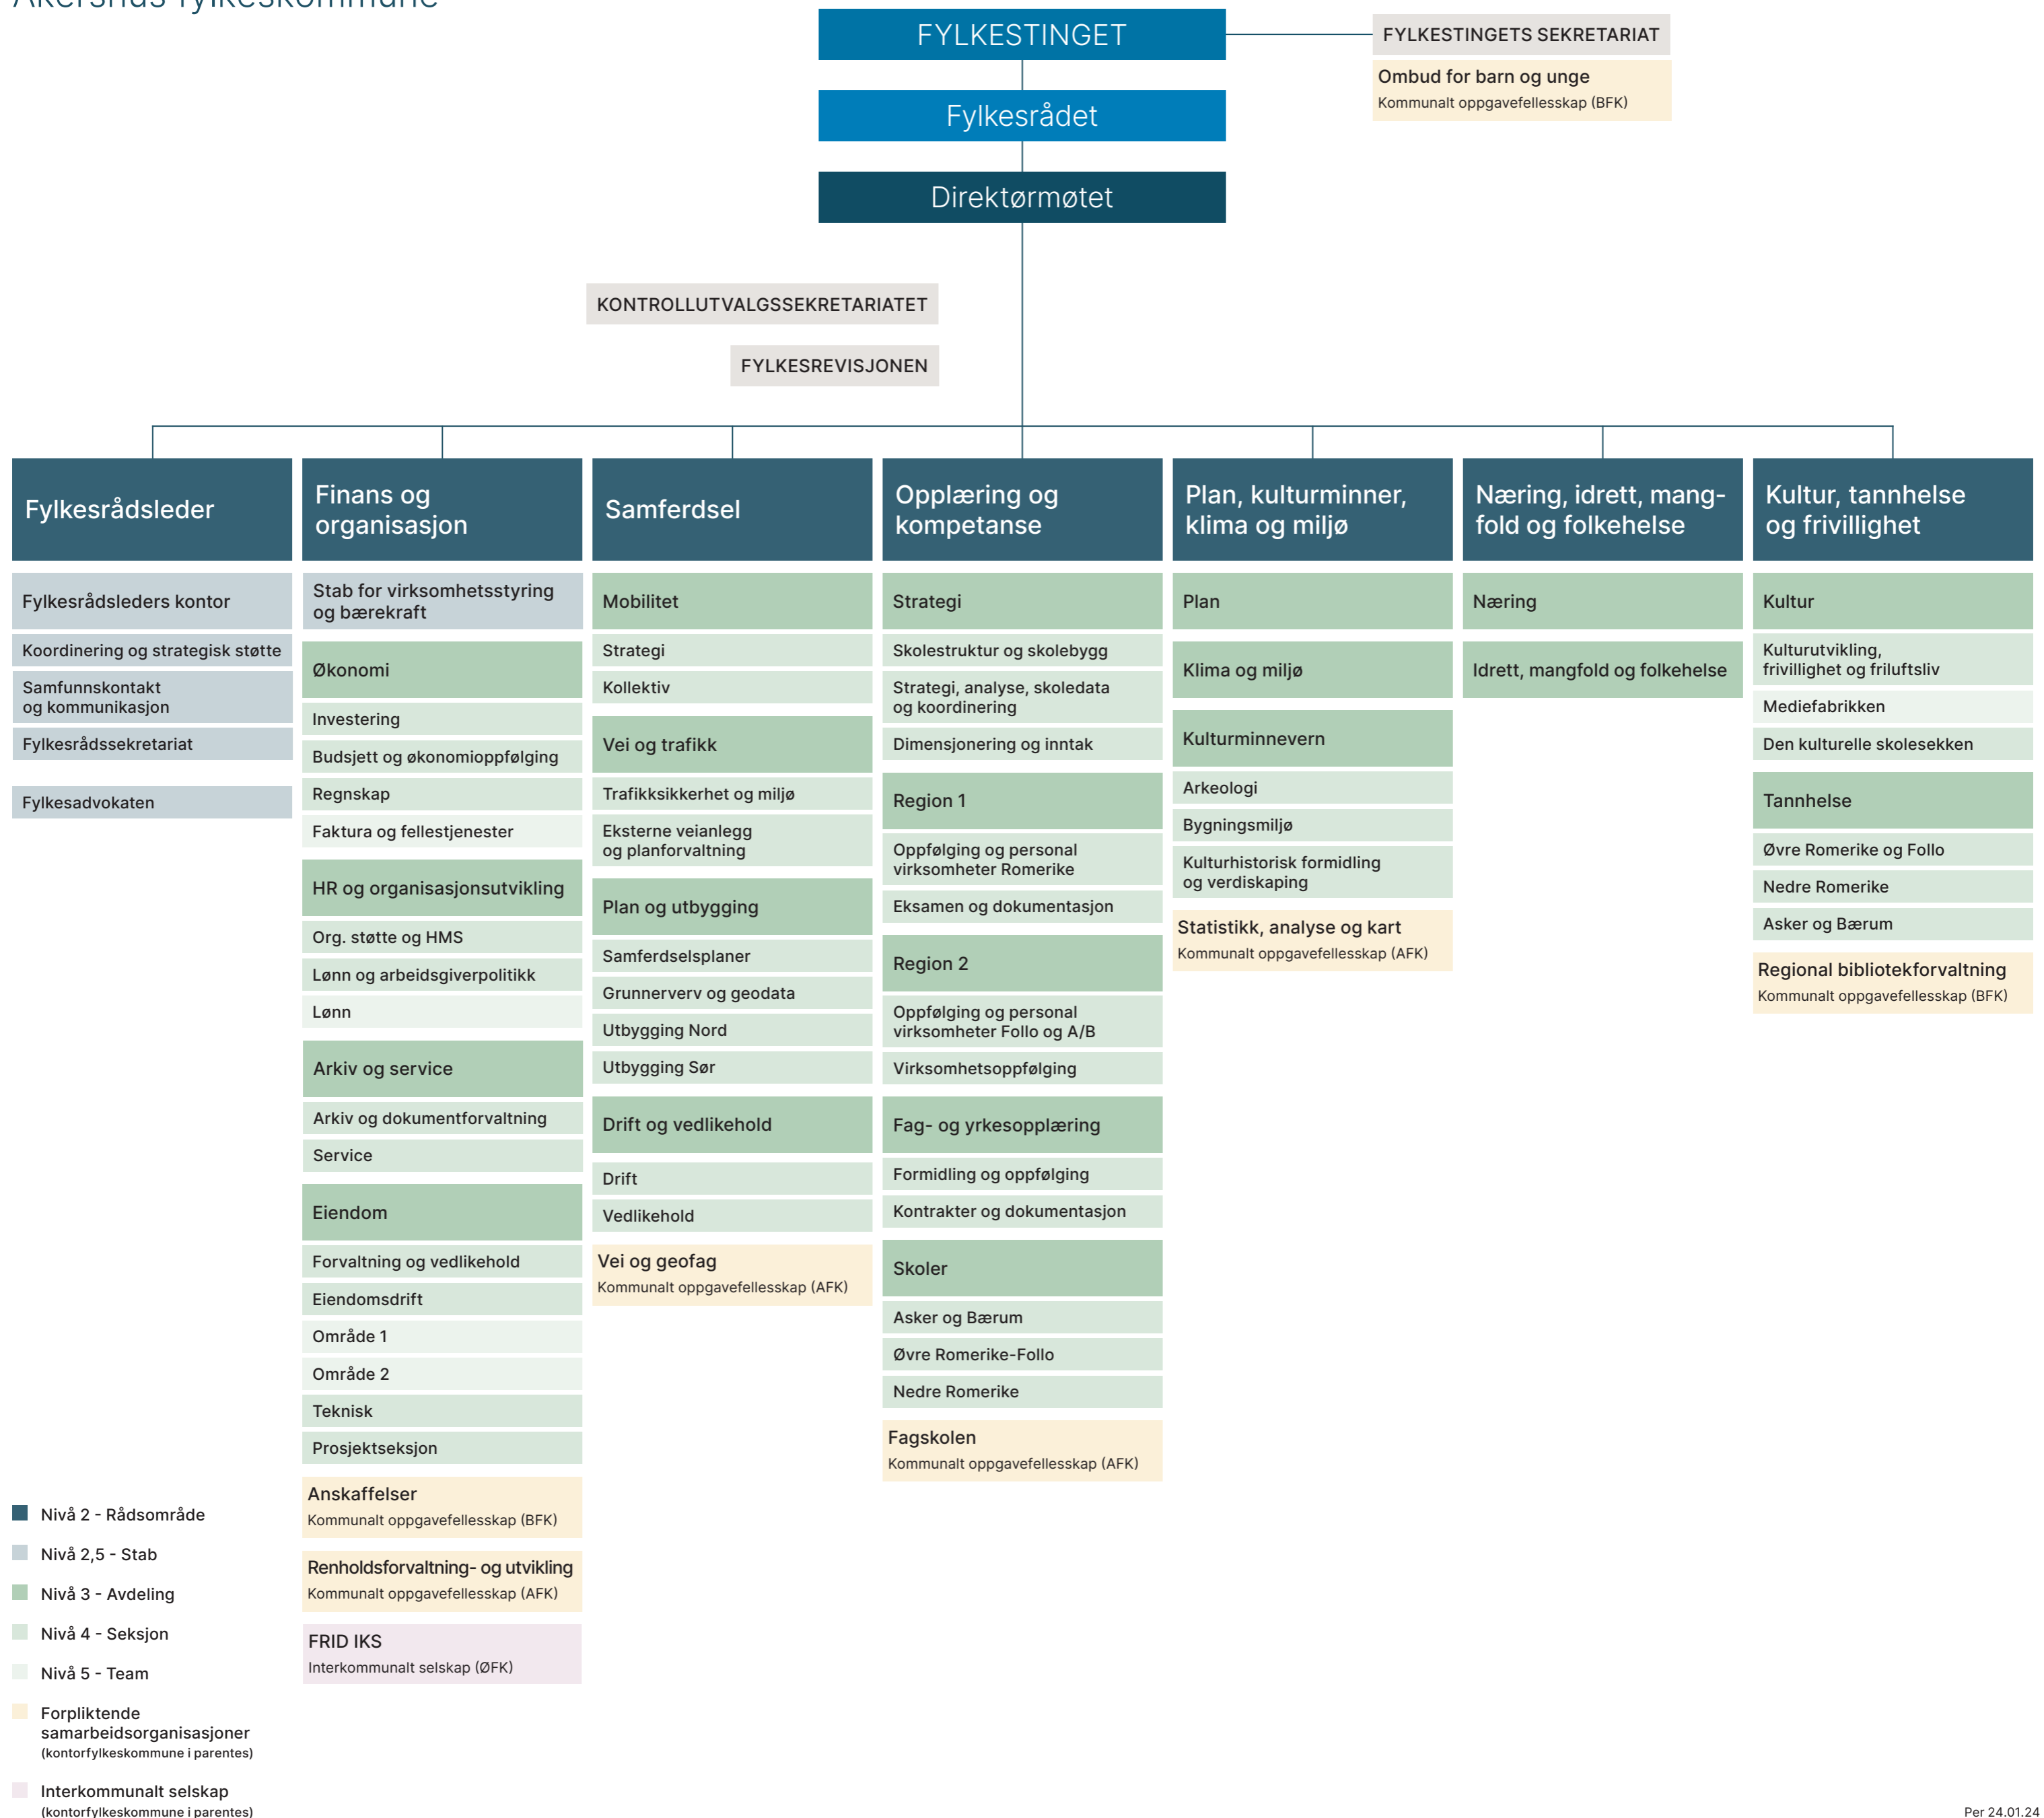 Akershus fylkeskommune
FYLKESTINGET
FYLKESTINGETS SEKRETARIAT
Ombud for barn og unge
Kommunalt oppgavefellesskap (BFK)
Fylkesrådet
Direktørmøtet
KONTROLLUTVALGSSEKRETARIATET
FYLKESREVISJONEN
Fylkesrådsleder
Fylkesrådsleders kontor
Koordinering og strategisk støtte
Samfunnskontakt
og kommunikasjon
Fylkesrådssekretariat
Fylkesadvokaten
Finans og
organisasjon
Stab for virksomhetsstyring
og bærekraft
Økonomi
Investering
Budsjett og økonomioppfølging
Regnskap
Faktura og fellestjenester
HR og organisasjonsutvikling
Org. støtte og HMS
Lønn og arbeidsgiverpolitikk
Lønn
Arkiv og service
Arkiv og dokumentforvaltning
Service
Eiendom
Forvaltning og vedlikehold
Eiendomsdrift
Område 1
Område 2
Teknisk
Prosjektseksjon
Anskaffelser
Kommunalt oppgavefellesskap (BFK)
Renholdsforvaltning- og utvikling
Kommunalt oppgavefellesskap (AFK)
FRID IKS
Interkommunalt selskap (ØFK)
Samferdsel
Mobilitet
Strategi
Kollektiv
Vei og trafikk
Trafikksikkerhet og miljø
Eksterne veianlegg
og planforvaltning
Plan og utbygging
Samferdselsplaner
Grunnerverv og geodata
Utbygging Nord
Utbygging Sør
Drift og vedlikehold
Drift
Vedlikehold
Vei og geofag
Kommunalt oppgavefellesskap (AFK)
Opplæring og
kompetanse
Strategi
Skolestruktur og skolebygg
Strategi, analyse, skoledata
og koordinering
Dimensjonering og inntak
Region 1
Oppfølging og personal
virksomheter Romerike
Eksamen og dokumentasjon
Region 2
Oppfølging og personal
virksomheter Follo og A/B
Virksomhetsoppfølging
Fag- og yrkesopplæring
Formidling og oppfølging
Kontrakter og dokumentasjon
Skoler
Asker og Bærum
Øvre Romerike-Follo
Nedre Romerike
Fagskolen
Kommunalt oppgavefellesskap (AFK)
Plan, kulturminner,
klima og miljø
Plan
Klima og miljø
Kulturminnevern
Arkeologi
Bygningsmiljø
Kulturhistorisk formidling
og verdiskaping
Statistikk, analyse og kart
Kommunalt oppgavefellesskap (AFK)
Næring, idrett, mang-
fold og folkehelse
Næring
Idrett, mangfold og folkehelse
Kultur, tannhelse
og frivillighet
Kultur
Kulturutvikling,
frivillighet og friluftsliv
Mediefabrikken
Den kulturelle skolesekken
Tannhelse
Øvre Romerike og Follo
Nedre Romerike
Asker og Bærum
Regional bibliotekforvaltning
Kommunalt oppgavefellesskap (BFK)
Nivå 2 - Rådsområde
Nivå 2,5 - Stab
Nivå 3 - Avdeling
Nivå 4 - Seksjon
Nivå 5 - Team
Forpliktende
samarbeidsorganisasjoner
(kontorfylkeskommune i parentes)
Interkommunalt selskap
(kontorfylkeskommune i parentes)
Per 24.01.24